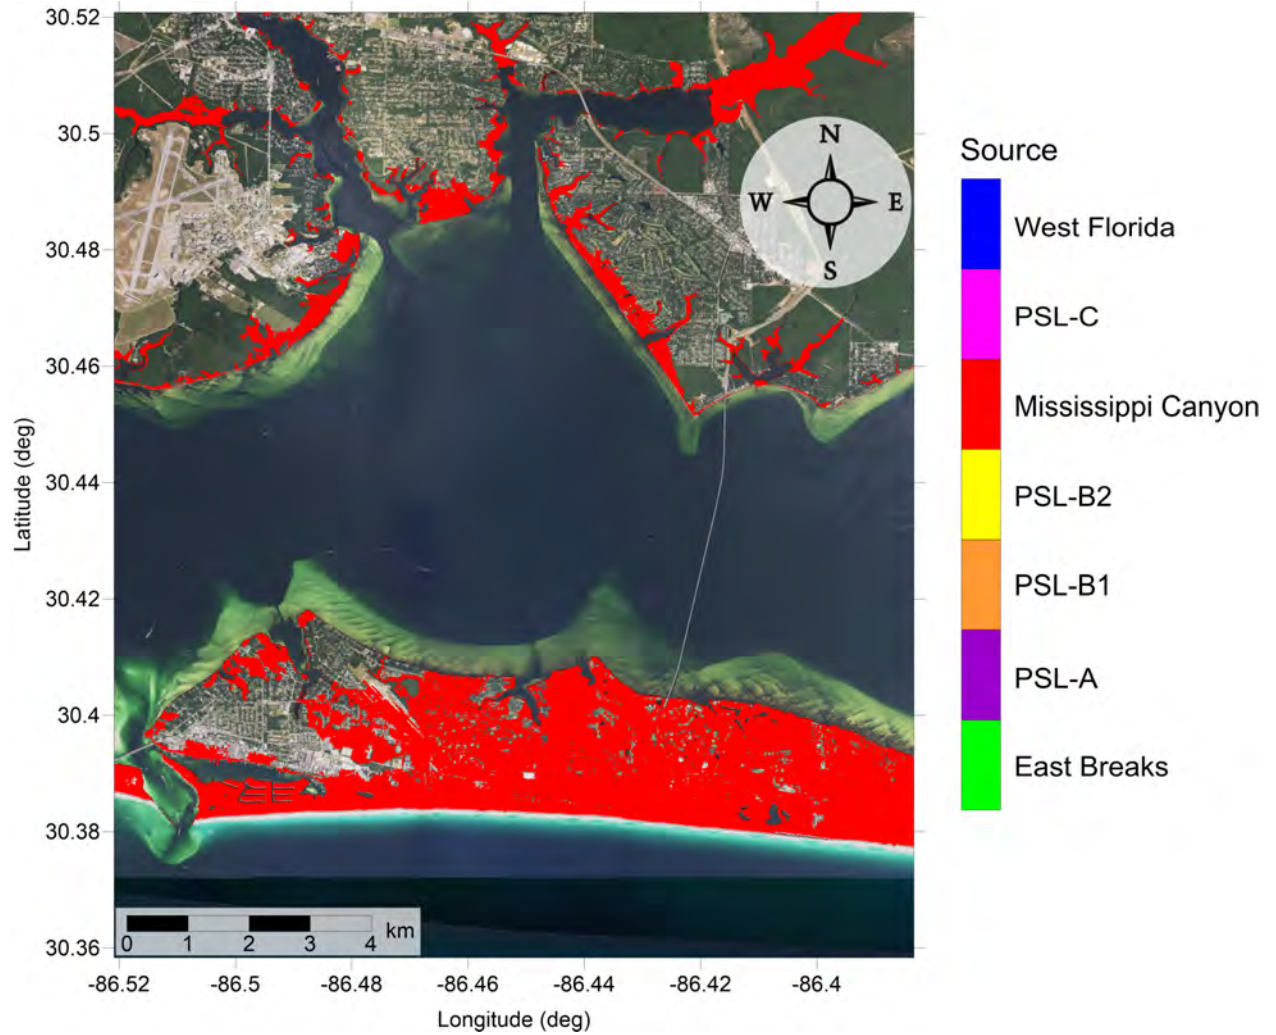 30.52
30.5
30.48
30.46
30.44
30.42
30.4
30.38
30.36
Latitude (deg)
N
W E
S
Source
West Florida
PSL-C
Mississippi Canyon
PSL-B2
PSL-B1
PSL-A
East Breaks
0 1 2 3 4 km
-86.52 -86.5 -86.48 -86.46 -86.44 -86.42 -86.4
Longitude (deg)